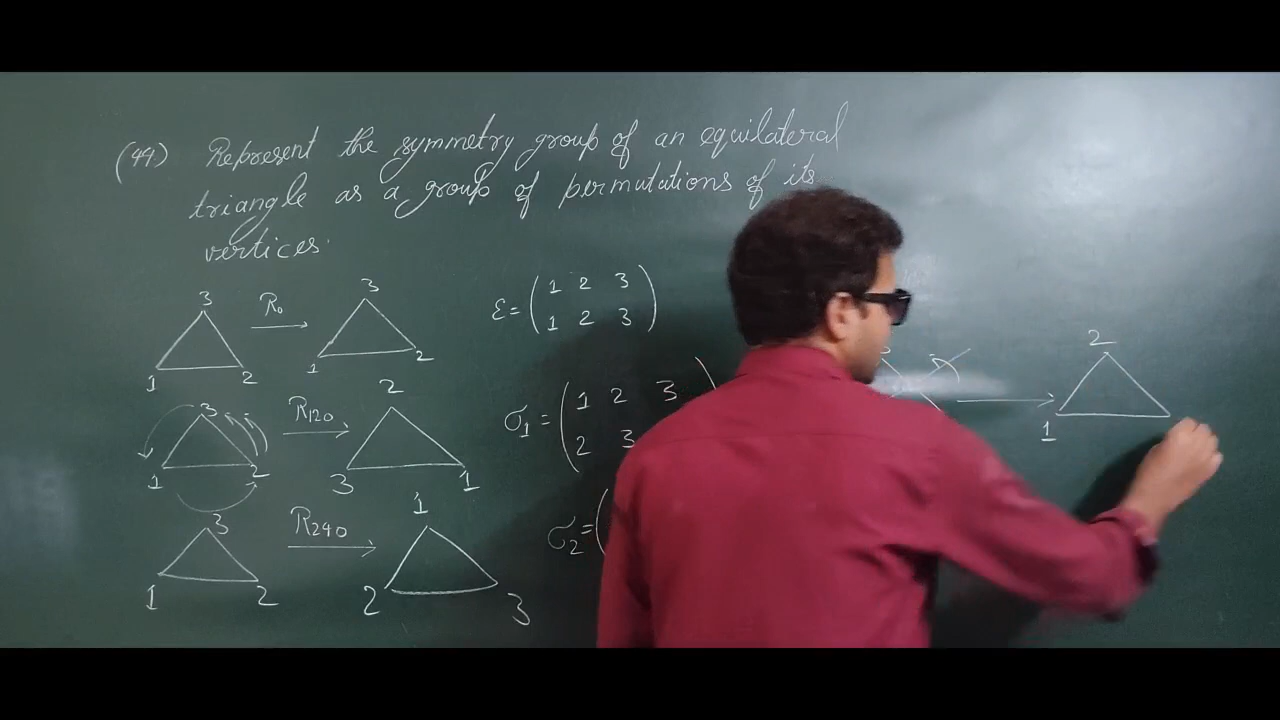 (44) Represent the symmetry group of an equilateral
triangle as a group of permutations of its
vertices.
3 R₀ 3
1 2 1 2
ε = ( 1 2 3
1 2 3 )
3 R₁₂₀ 2
1 2 3 1
σ₁ = ( 1 2 3 )
2 3
3 R₂₄₀ 1
1 2 2 3
σ₂ = (
2
1